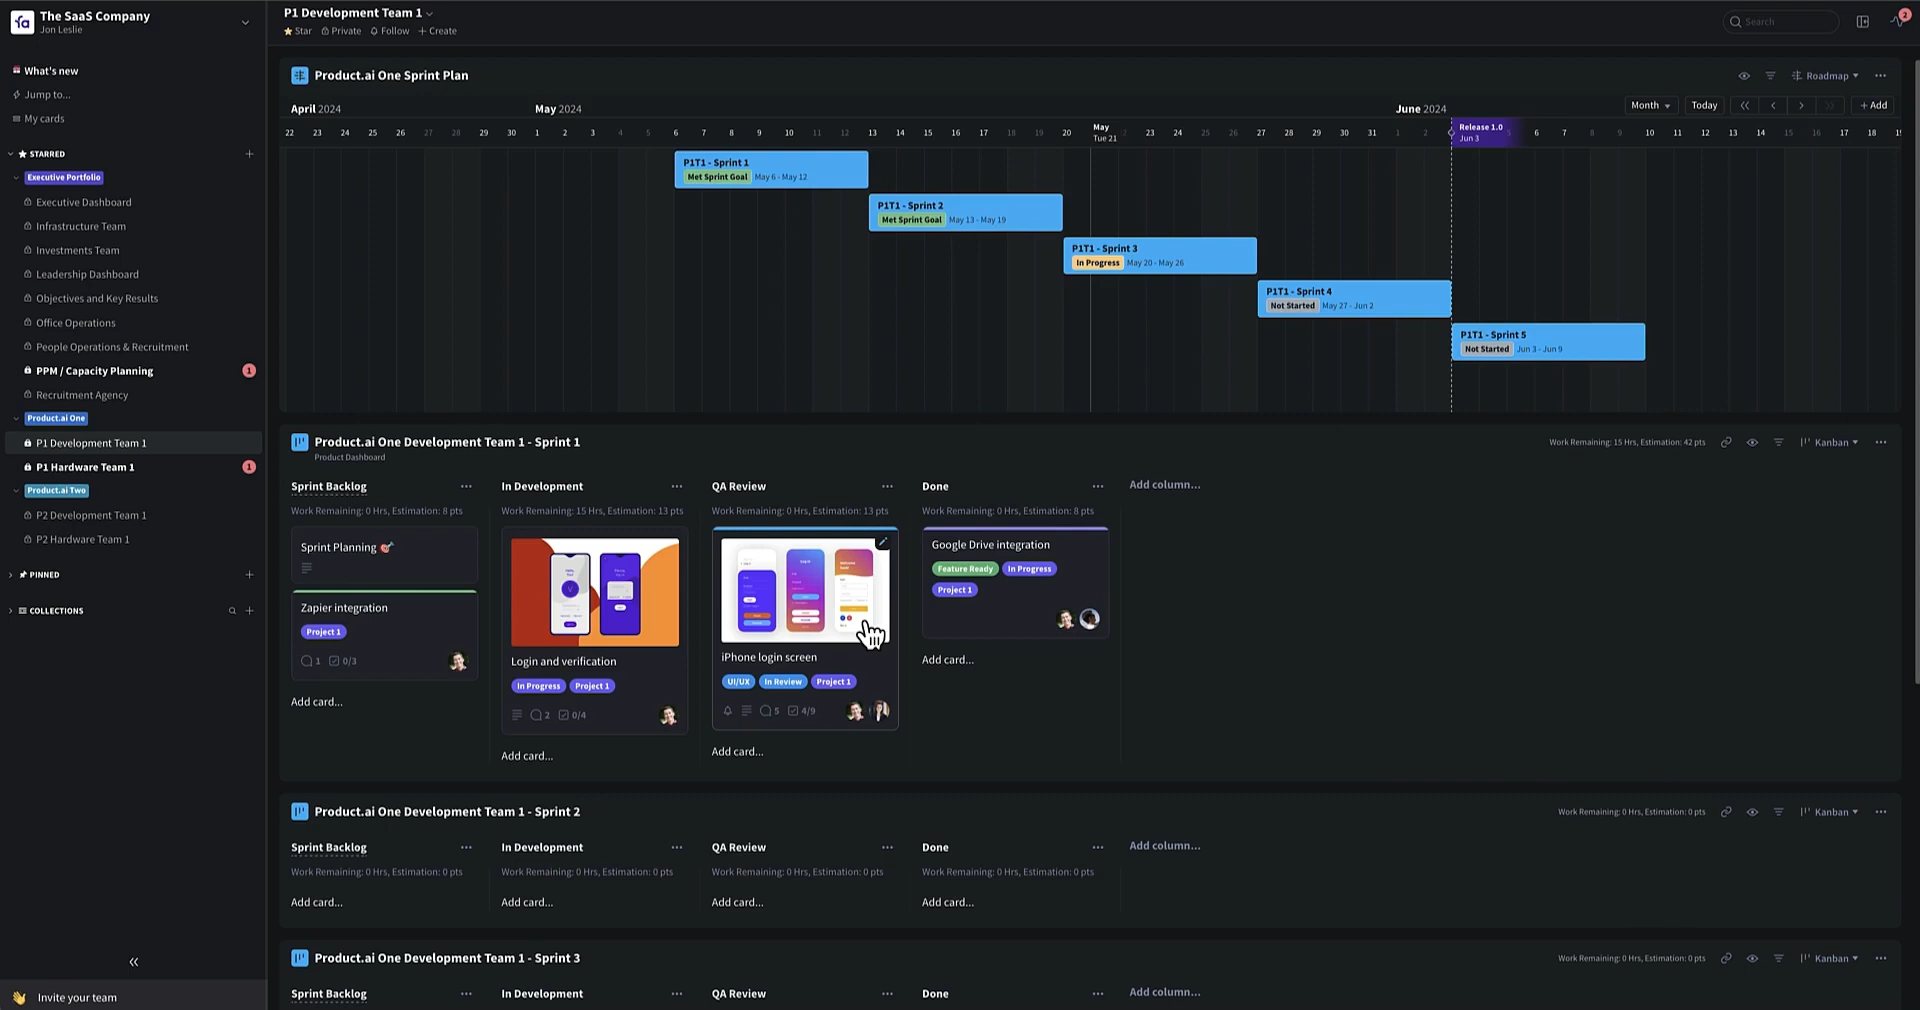 The SaaS Company
Jon Leslie
What's new
Jump to...
My cards
STARRED
Executive Portfolio
Executive Dashboard
Infrastructure Team
Investments Team
Leadership Dashboard
Objectives and Key Results
Office Operations
People Operations & Recruitment
PPM / Capacity Planning 1
Recruitment Agency
Product.ai One
P1 Development Team 1
P1 Hardware Team 1 1
Product.ai Two
P2 Development Team 1
P2 Hardware Team 1
PINNED
COLLECTIONS
Invite your team
P1 Development Team 1
Star Private Follow Create
Search
2
Product.ai One Sprint Plan
Roadmap
April 2024 May 2024 June 2024
Month Today + Add
22 23 24 25 26 27 28 29 30 1 2 3 4 5 6 7 8 9 10 11 12 13 14 15 16 17 18 19 20 May 2 23 24 25 26 27 28 29 30 31 1 2 Release 1.0 5 6 7 8 9 10 11 12 13 14 15 16 17 18
Tue 21 Jun 3
P1T1 - Sprint 1
Met Sprint Goal May 6 - May 12
P1T1 - Sprint 2
Met Sprint Goal May 13 - May 19
P1T1 - Sprint 3
In Progress May 20 - May 26
P1T1 - Sprint 4
Not Started May 27 - Jun 2
P1T1 - Sprint 5
Not Started Jun 3 - Jun 9
Product.ai One Development Team 1 - Sprint 1
Product Dashboard
Work Remaining: 15 Hrs, Estimation: 42 pts
Kanban
Sprint Backlog
Work Remaining: 0 Hrs, Estimation: 8 pts
Sprint Planning
Zapier integration
Project 1
1 0/3
Add card...
In Development
Work Remaining: 15 Hrs, Estimation: 13 pts
Login and verification
In Progress Project 1
2 0/4
Add card...
QA Review
Work Remaining: 0 Hrs, Estimation: 13 pts
iPhone login screen
UI/UX In Review Project 1
5 4/9
Add card...
Done
Work Remaining: 0 Hrs, Estimation: 8 pts
Google Drive integration
Feature Ready In Progress
Project 1
Add card...
Add column...
Product.ai One Development Team 1 - Sprint 2
Work Remaining: 0 Hrs, Estimation: 0 pts
Kanban
Sprint Backlog In Development QA Review Done Add column...
Work Remaining: 0 Hrs, Estimation: 0 pts Work Remaining: 0 Hrs, Estimation: 0 pts Work Remaining: 0 Hrs, Estimation: 0 pts Work Remaining: 0 Hrs, Estimation: 0 pts
Add card... Add card... Add card... Add card...
Product.ai One Development Team 1 - Sprint 3
Work Remaining: 0 Hrs, Estimation: 0 pts
Kanban
Sprint Backlog In Development QA Review Done Add column...